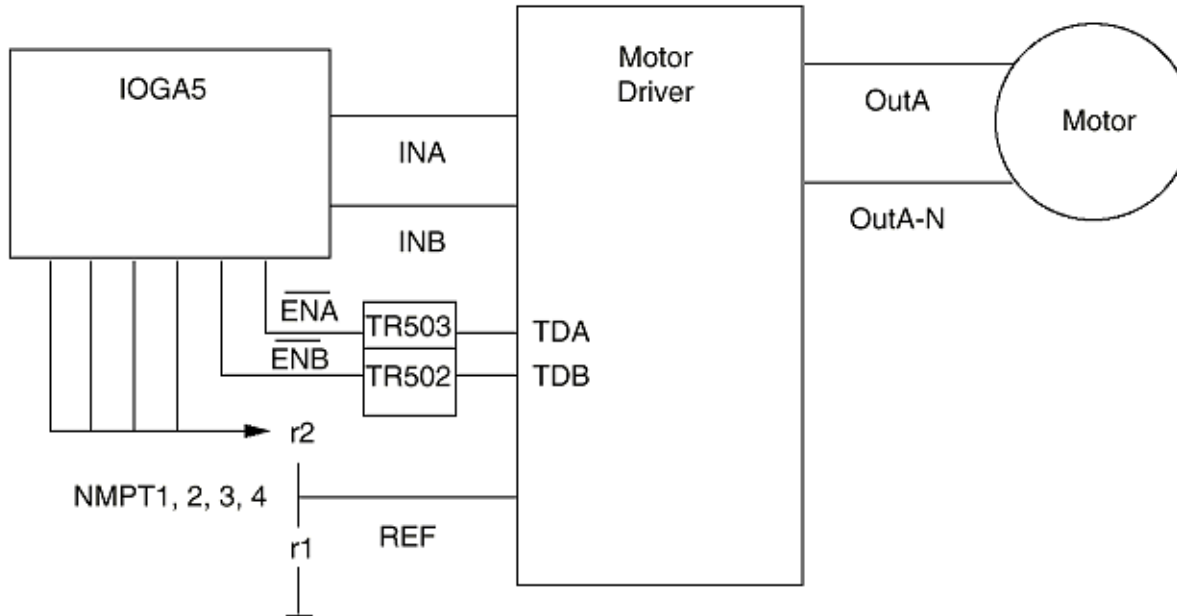 IOGA5
Motor
Driver
OutA
Motor
INA
OutA-N
INB
ENA
TR503
TDA
ENB
TR502
TDB
r2
NMPT1, 2, 3, 4
REF
r1